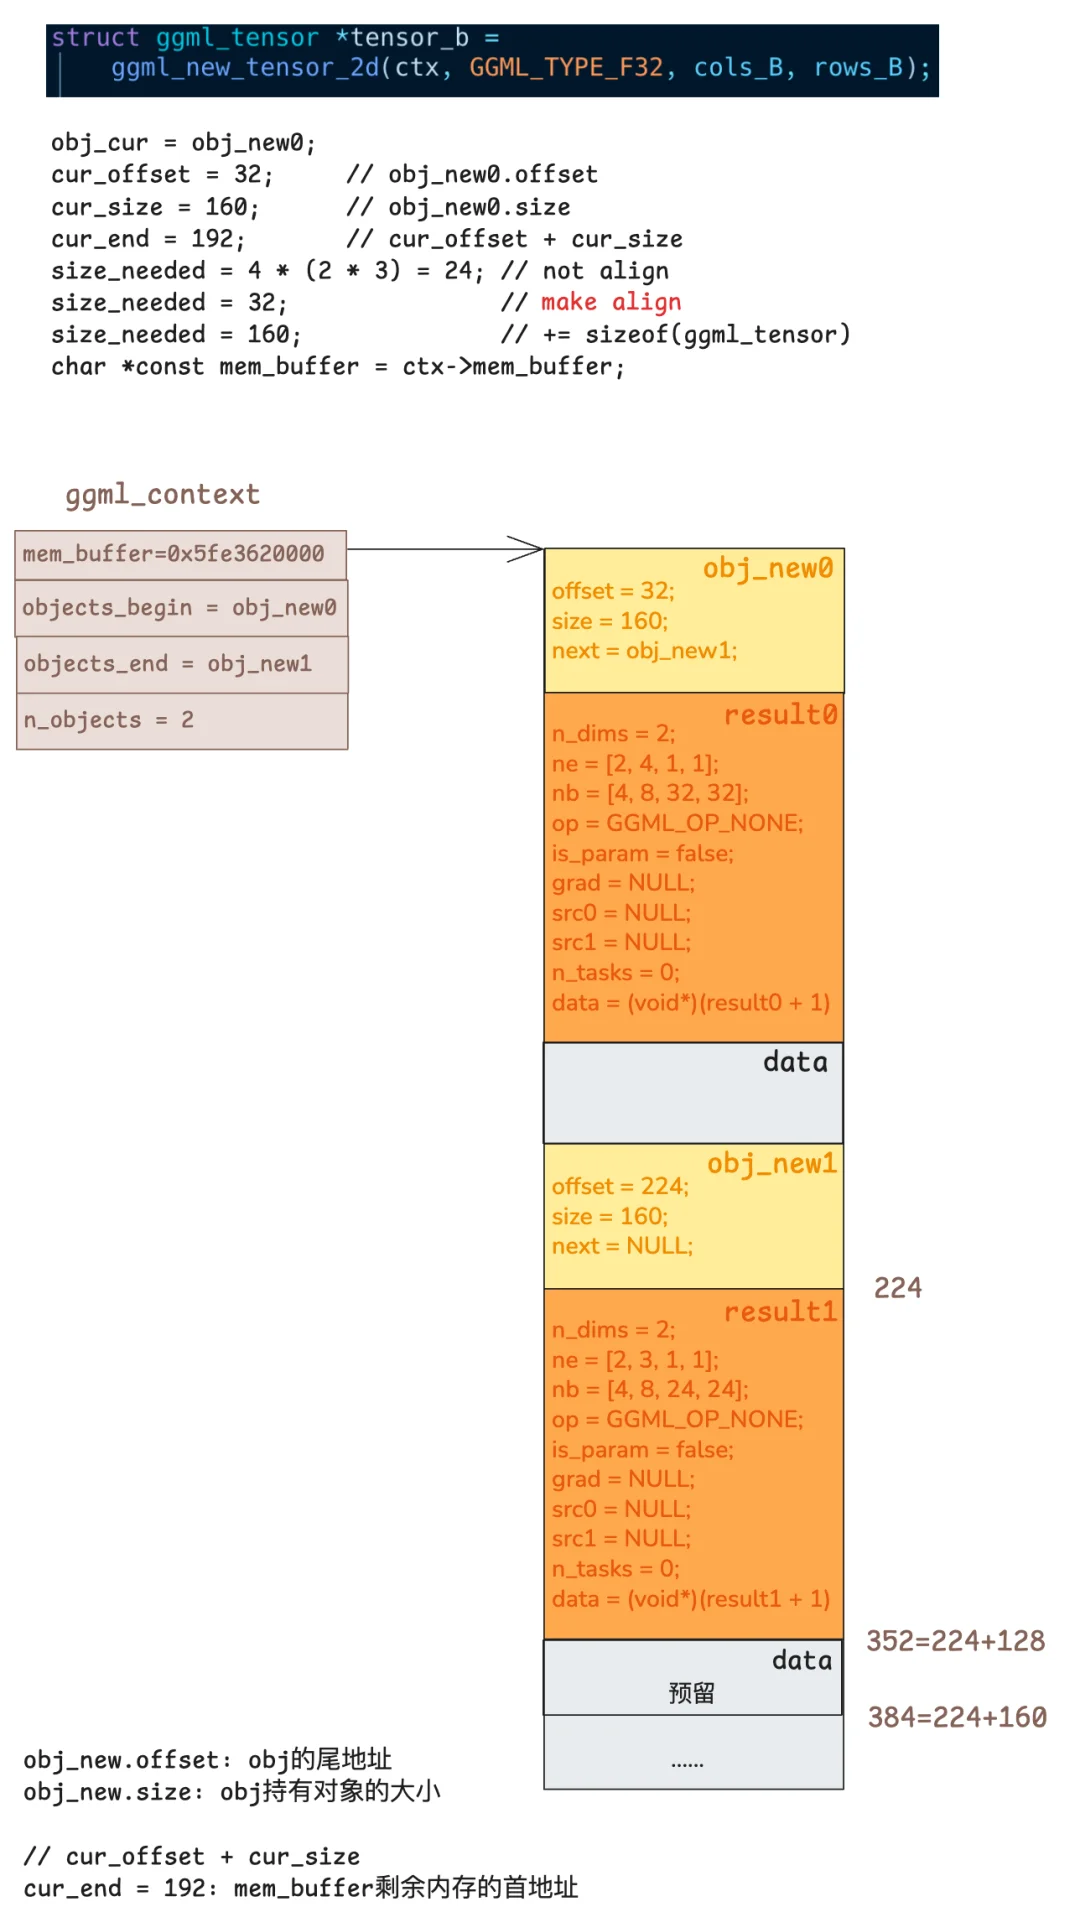 struct ggml_tensor *tensor_b =
ggml_new_tensor_2d(ctx, GGML_TYPE_F32, cols_B, rows_B);
obj_cur = obj_new0;
cur_offset = 32; // obj_new0.offset
cur_size = 160; // obj_new0.size
cur_end = 192; // cur_offset + cur_size
size_needed = 4 * (2 * 3) = 24; // not align
size_needed = 32; // make align
size_needed = 160; // += sizeof(ggml_tensor)
char *const mem_buffer = ctx->mem_buffer;
ggml_context
mem_buffer=0x5fe3620000
objects_begin = obj_new0
objects_end = obj_new1
n_objects = 2
obj_new0
offset = 32;
size = 160;
next = obj_new1;
result0
n_dims = 2;
ne = [2, 4, 1, 1];
nb = [4, 8, 32, 32];
op = GGML_OP_NONE;
is_param = false;
grad = NULL;
src0 = NULL;
src1 = NULL;
n_tasks = 0;
data = (void*)(result0 + 1)
data
obj_new1
offset = 224;
size = 160;
next = NULL;
224
result1
n_dims = 2;
ne = [2, 3, 1, 1];
nb = [4, 8, 24, 24];
op = GGML_OP_NONE;
is_param = false;
grad = NULL;
src0 = NULL;
src1 = NULL;
n_tasks = 0;
data = (void*)(result1 + 1)
352=224+128
data
预留
384=224+160
......
obj_new.offset: obj的尾地址
obj_new.size: obj持有对象的大小
// cur_offset + cur_size
cur_end = 192: mem_buffer剩余内存的首地址